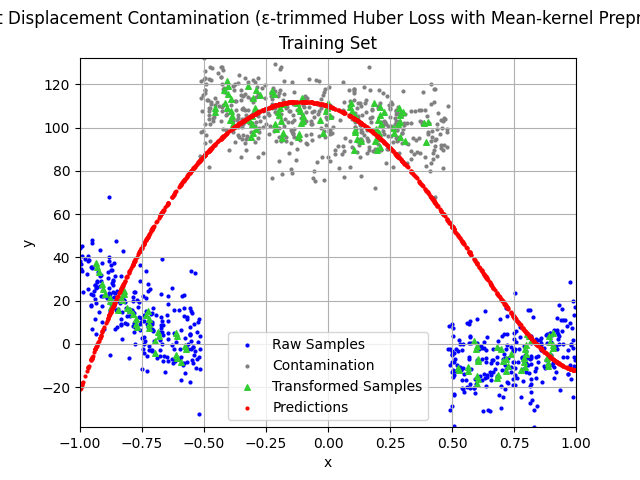 Displacement Contamination (ε-trimmed Huber Loss with Mean-kernel
Training Set
120
100
80
60
40
20
0
−20
y
−1.00 −0.75 −0.50 −0.25 0.00 0.25 0.50 0.75 1.00
x
Raw Samples
Contamination
Transformed Samples
Predictions